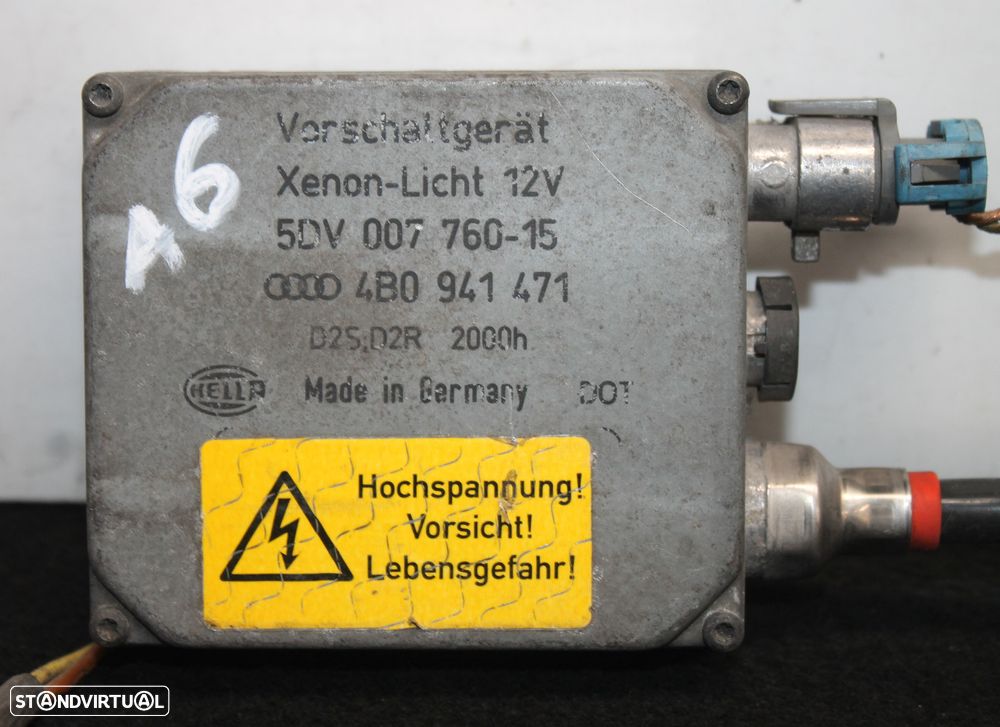 A6
Vorschaltgerät
Xenon-Licht 12V
5DV 007 760-15
4B0 941 471
D2S,D2R 2000h
HELLA Made in Germany DOT
Hochspannung!
Vorsicht!
Lebensgefahr!
STANDVIRTUAL